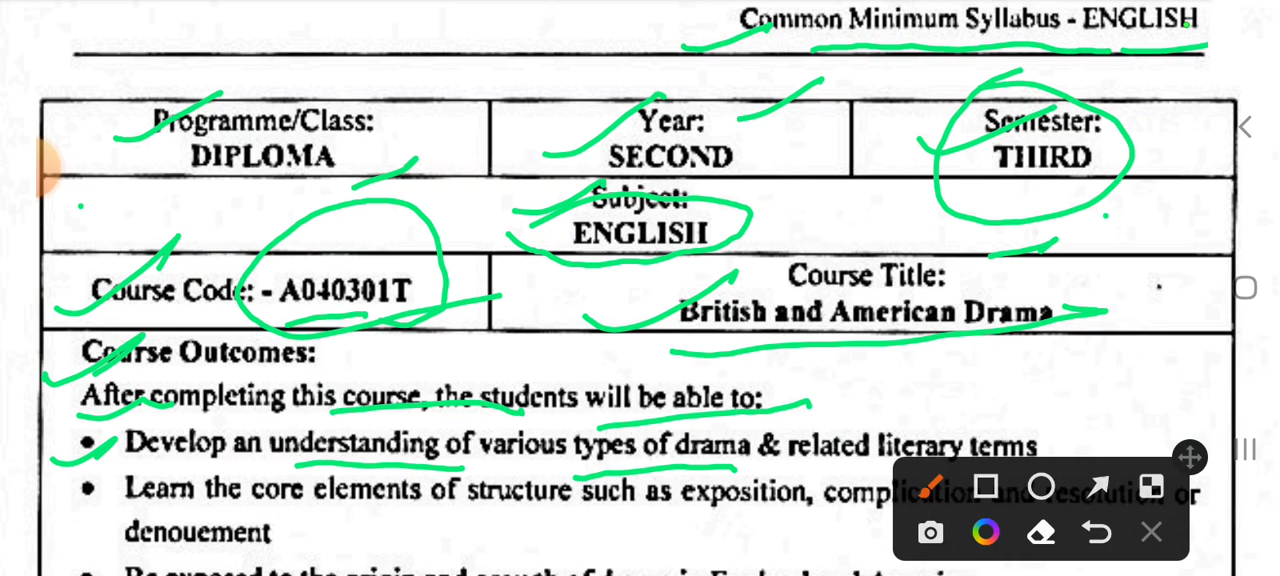 Common Minimum Syllabus - ENGLISH
Programme/Class:
DIPLOMA
Year:
SECOND
Semester:
THIRD
Subject:
ENGLISH
Course Code: - A040301T
Course Title:
British and American Drama
Course Outcomes:
After completing this course, the students will be able to:
• Develop an understanding of various types of drama & related literary terms
• Learn the core elements of structure such as exposition, complication and resolution or
denouement